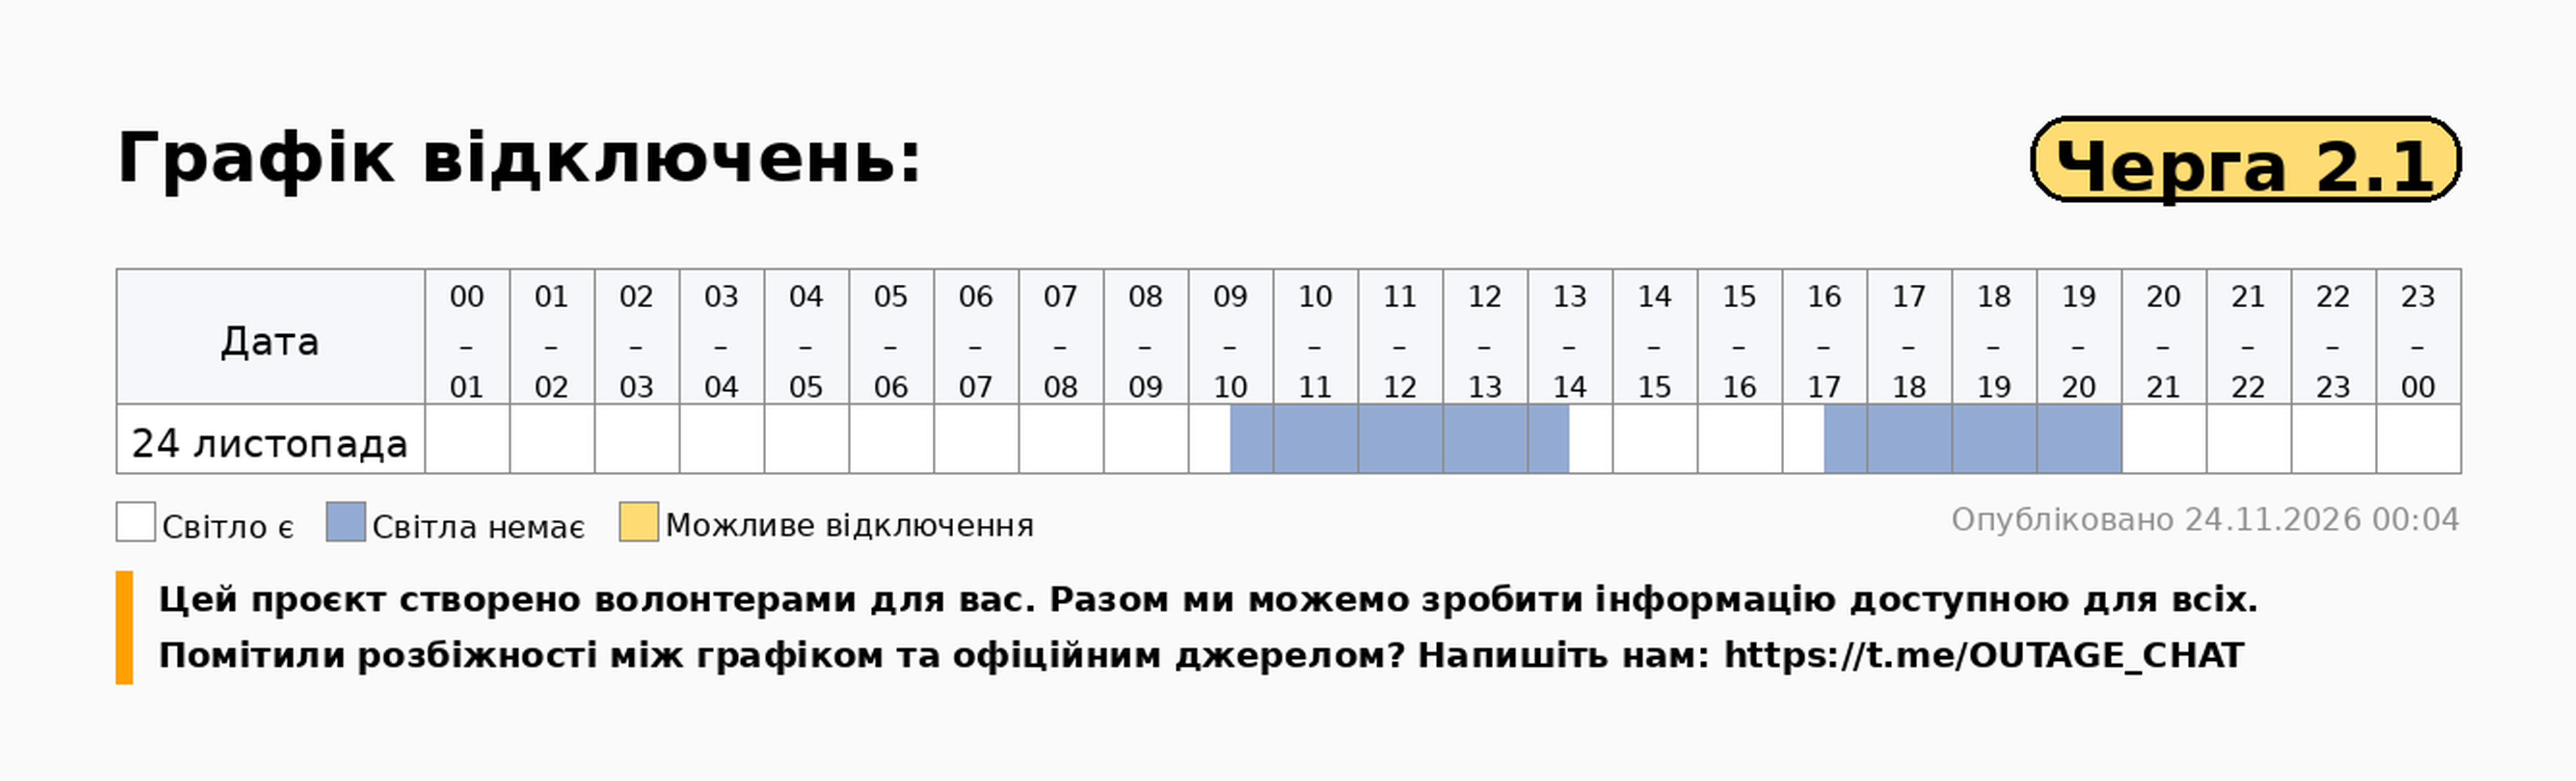 Графік відключень:
Черга 2.1
Дата
00 – 01
01 – 02
02 – 03
03 – 04
04 – 05
05 – 06
06 – 07
07 – 08
08 – 09
09 – 10
10 – 11
11 – 12
12 – 13
13 – 14
14 – 15
15 – 16
16 – 17
17 – 18
18 – 19
19 – 20
20 – 21
21 – 22
22 – 23
23 – 00
24 листопада
Світло є
Світла немає
Можливе відключення
Опубліковано 24.11.2026 00:04
Цей проєкт створено волонтерами для вас. Разом ми можемо зробити інформацію доступною для всіх.
Помітили розбіжності між графіком та офіційним джерелом? Напишіть нам: https://t.me/OUTAGE_CHAT